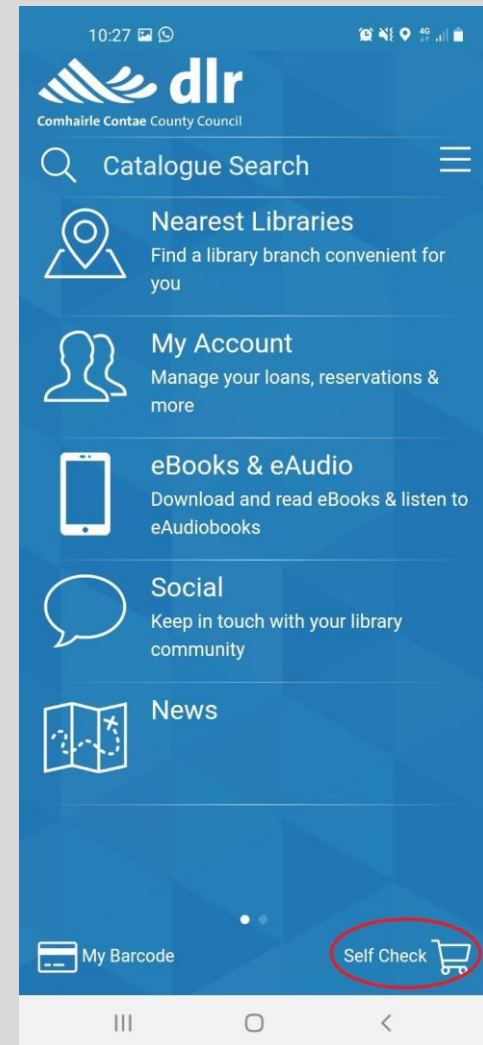 10:27
4G
dlr
Comhairle Contae County Council
Catalogue Search
Nearest Libraries
Find a library branch convenient for
you
My Account
Manage your loans, reservations &
more
eBooks & eAudio
Download and read eBooks & listen to
eAudiobooks
Social
Keep in touch with your library
community
News
My Barcode
Self Check